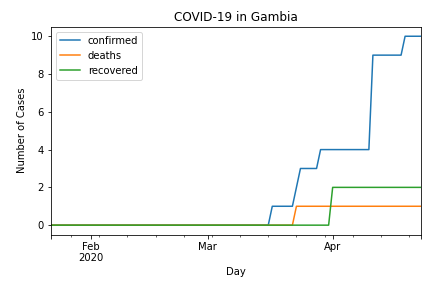 COVID-19 in Gambia
confirmed
deaths
recovered
Number of Cases
10
8
6
4
2
0
Feb
2020
Mar
Apr
Day